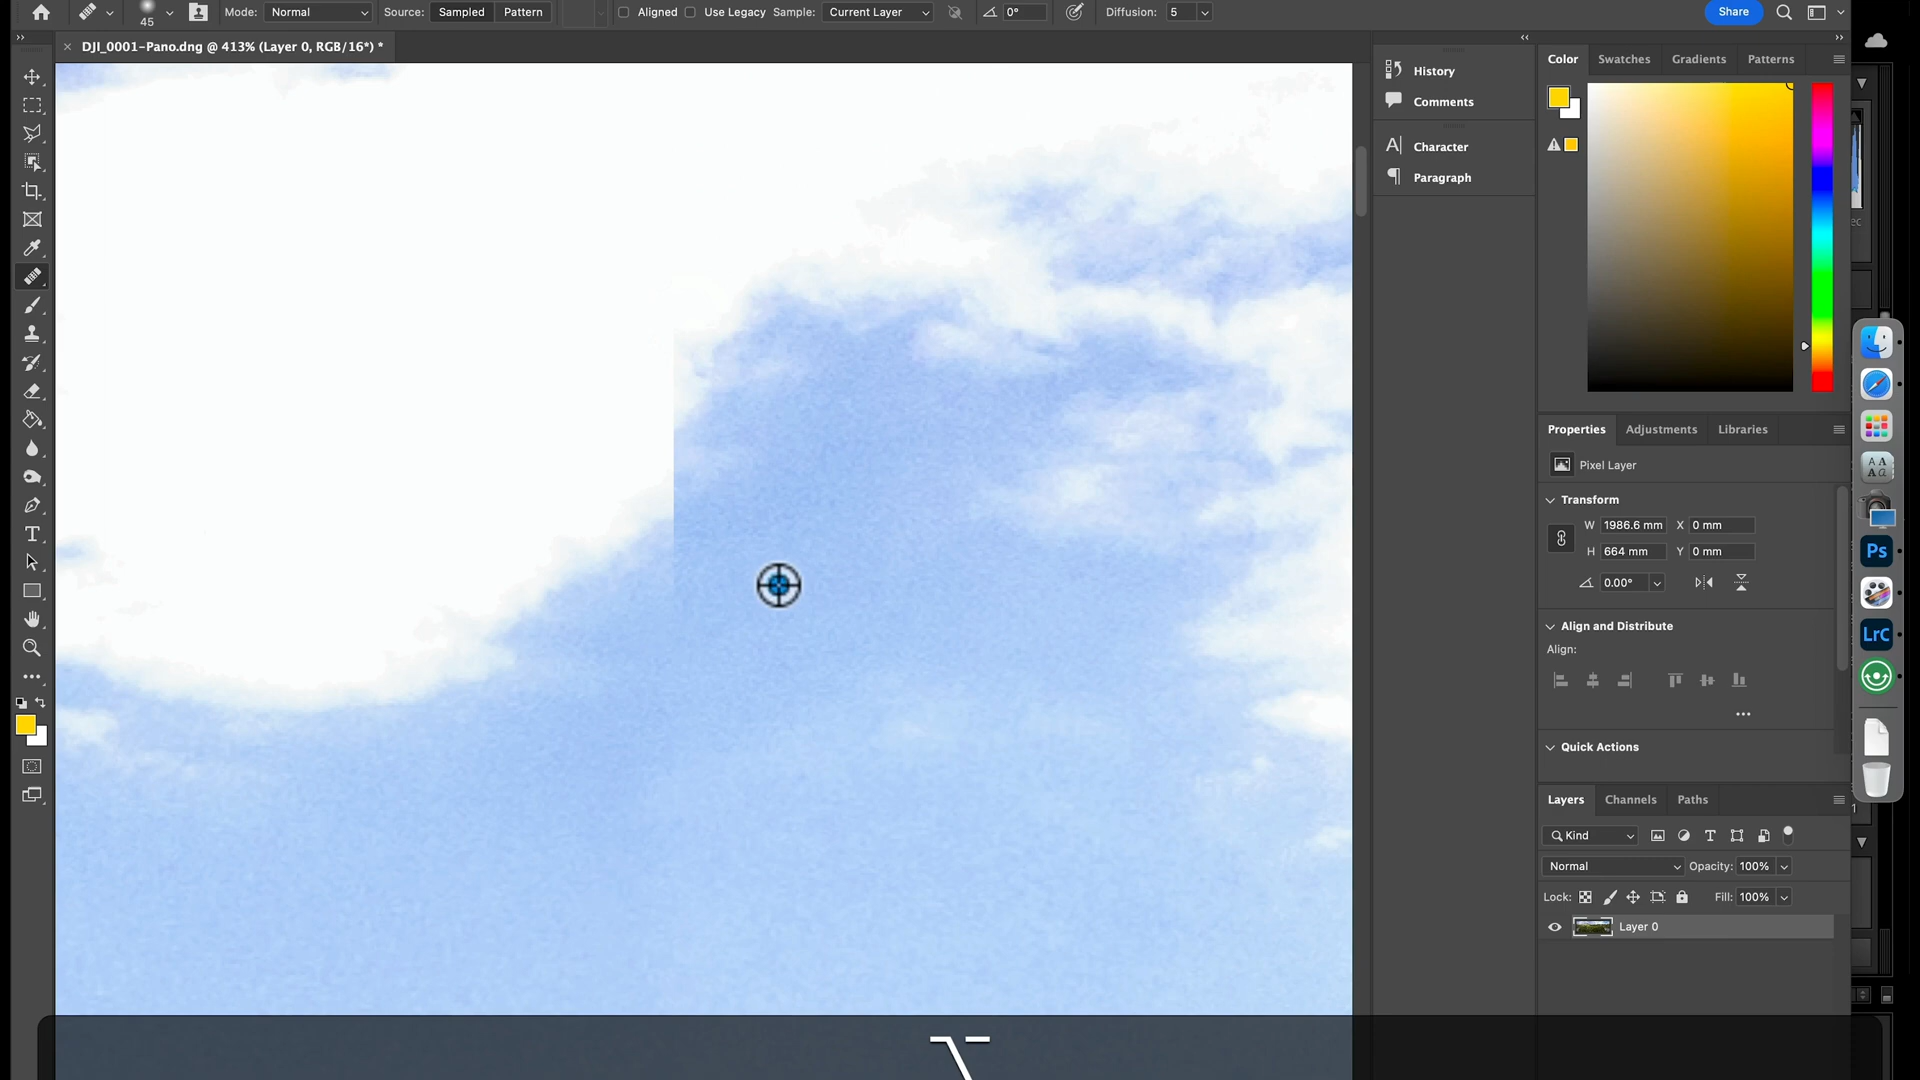 45
Mode:
Normal
Source:
Sampled
Pattern
Aligned
Use Legacy
Sample:
Current Layer
0°
Diffusion:
5
Share
DJI_0001-Pano.dng @ 413% (Layer 0, RGB/16*) *
History
Comments
Character
Paragraph
Color
Swatches
Gradients
Patterns
Properties
Adjustments
Libraries
Pixel Layer
Transform
W
1986.6 mm
X
0 mm
H
664 mm
Y
0 mm
0.00°
Align and Distribute
Align:
Quick Actions
Layers
Channels
Paths
Kind
Normal
Opacity:
100%
Lock:
Fill:
100%
Layer 0
Ps
LrC